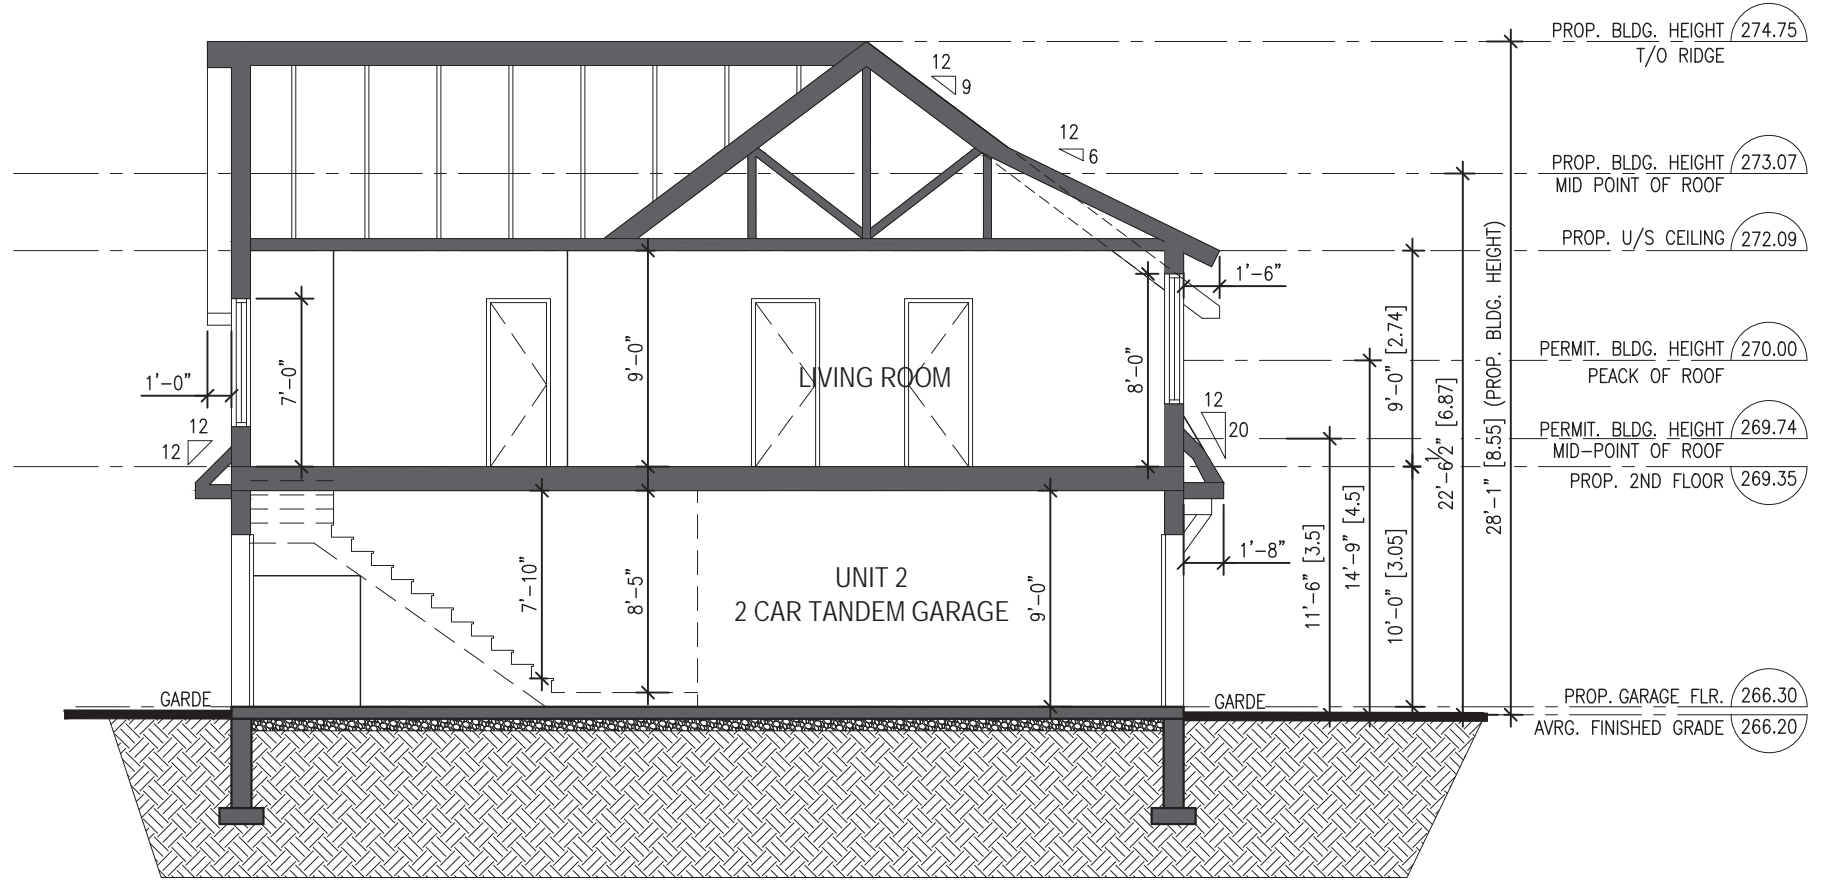 PROP. BLDG. HEIGHT 274.75
T/O RIDGE
12
9
12
6
PROP. BLDG. HEIGHT 273.07
MID POINT OF ROOF
PROP. U/S CEILING 272.09
1'-6"
PERMIT. BLDG. HEIGHT 270.00
PEACK OF ROOF
1'-0"
7'-0"
9'-0"
LIVING ROOM
8'-0"
9'-0" [2.74]
22'-6 1/2" [6.87]
28'-1" [8.55] (PROP. BLDG. HEIGHT)
12
12
12
20
PERMIT. BLDG. HEIGHT 269.74
MID-POINT OF ROOF
PROP. 2ND FLOOR 269.35
7'-10"
8'-5"
UNIT 2
2 CAR TANDEM GARAGE
9'-0"
1'-8"
11'-6" [3.5]
14'-9" [4.5]
10'-0" [3.05]
GARDE
GARDE
PROP. GARAGE FLR. 266.30
AVRG. FINISHED GRADE 266.20